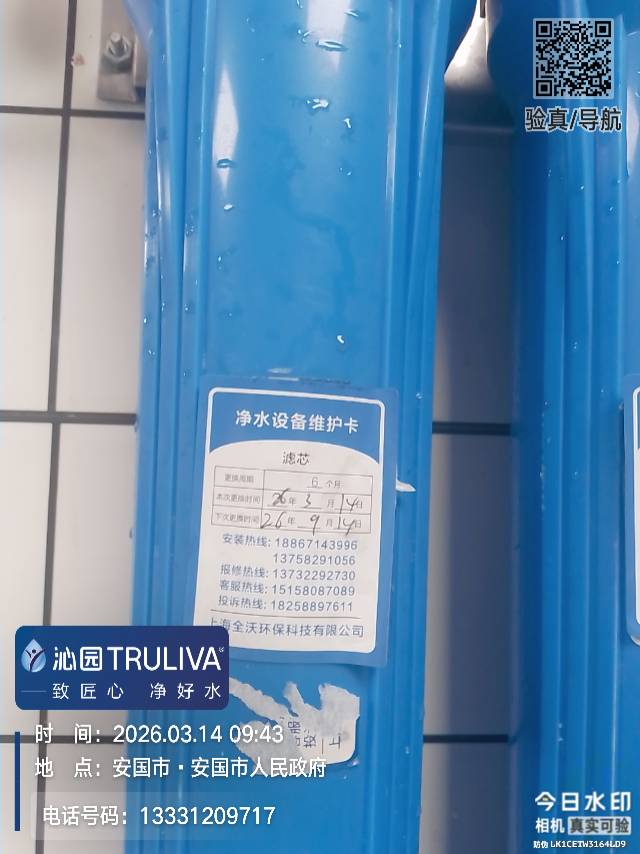 验真/导航
净水设备维护卡
滤芯
更换周期 6 个月
本次更换时间 26 年 3 月 14 日
下次更换时间 26 年 9 月 14 日
安装热线: 18867143996
13758291056
报修热线: 13732292730
客服热线: 15158087089
投诉热线: 18258897611
上海全沃环保科技有限公司
沁园TRULIVA
致匠心 净好水
时 间: 2026.03.14 09:43
地 点: 安国市·安国市人民政府
电话号码: 13331209717
今日水印
相机 真实可验
防伪 LK1CEIW3164LD9